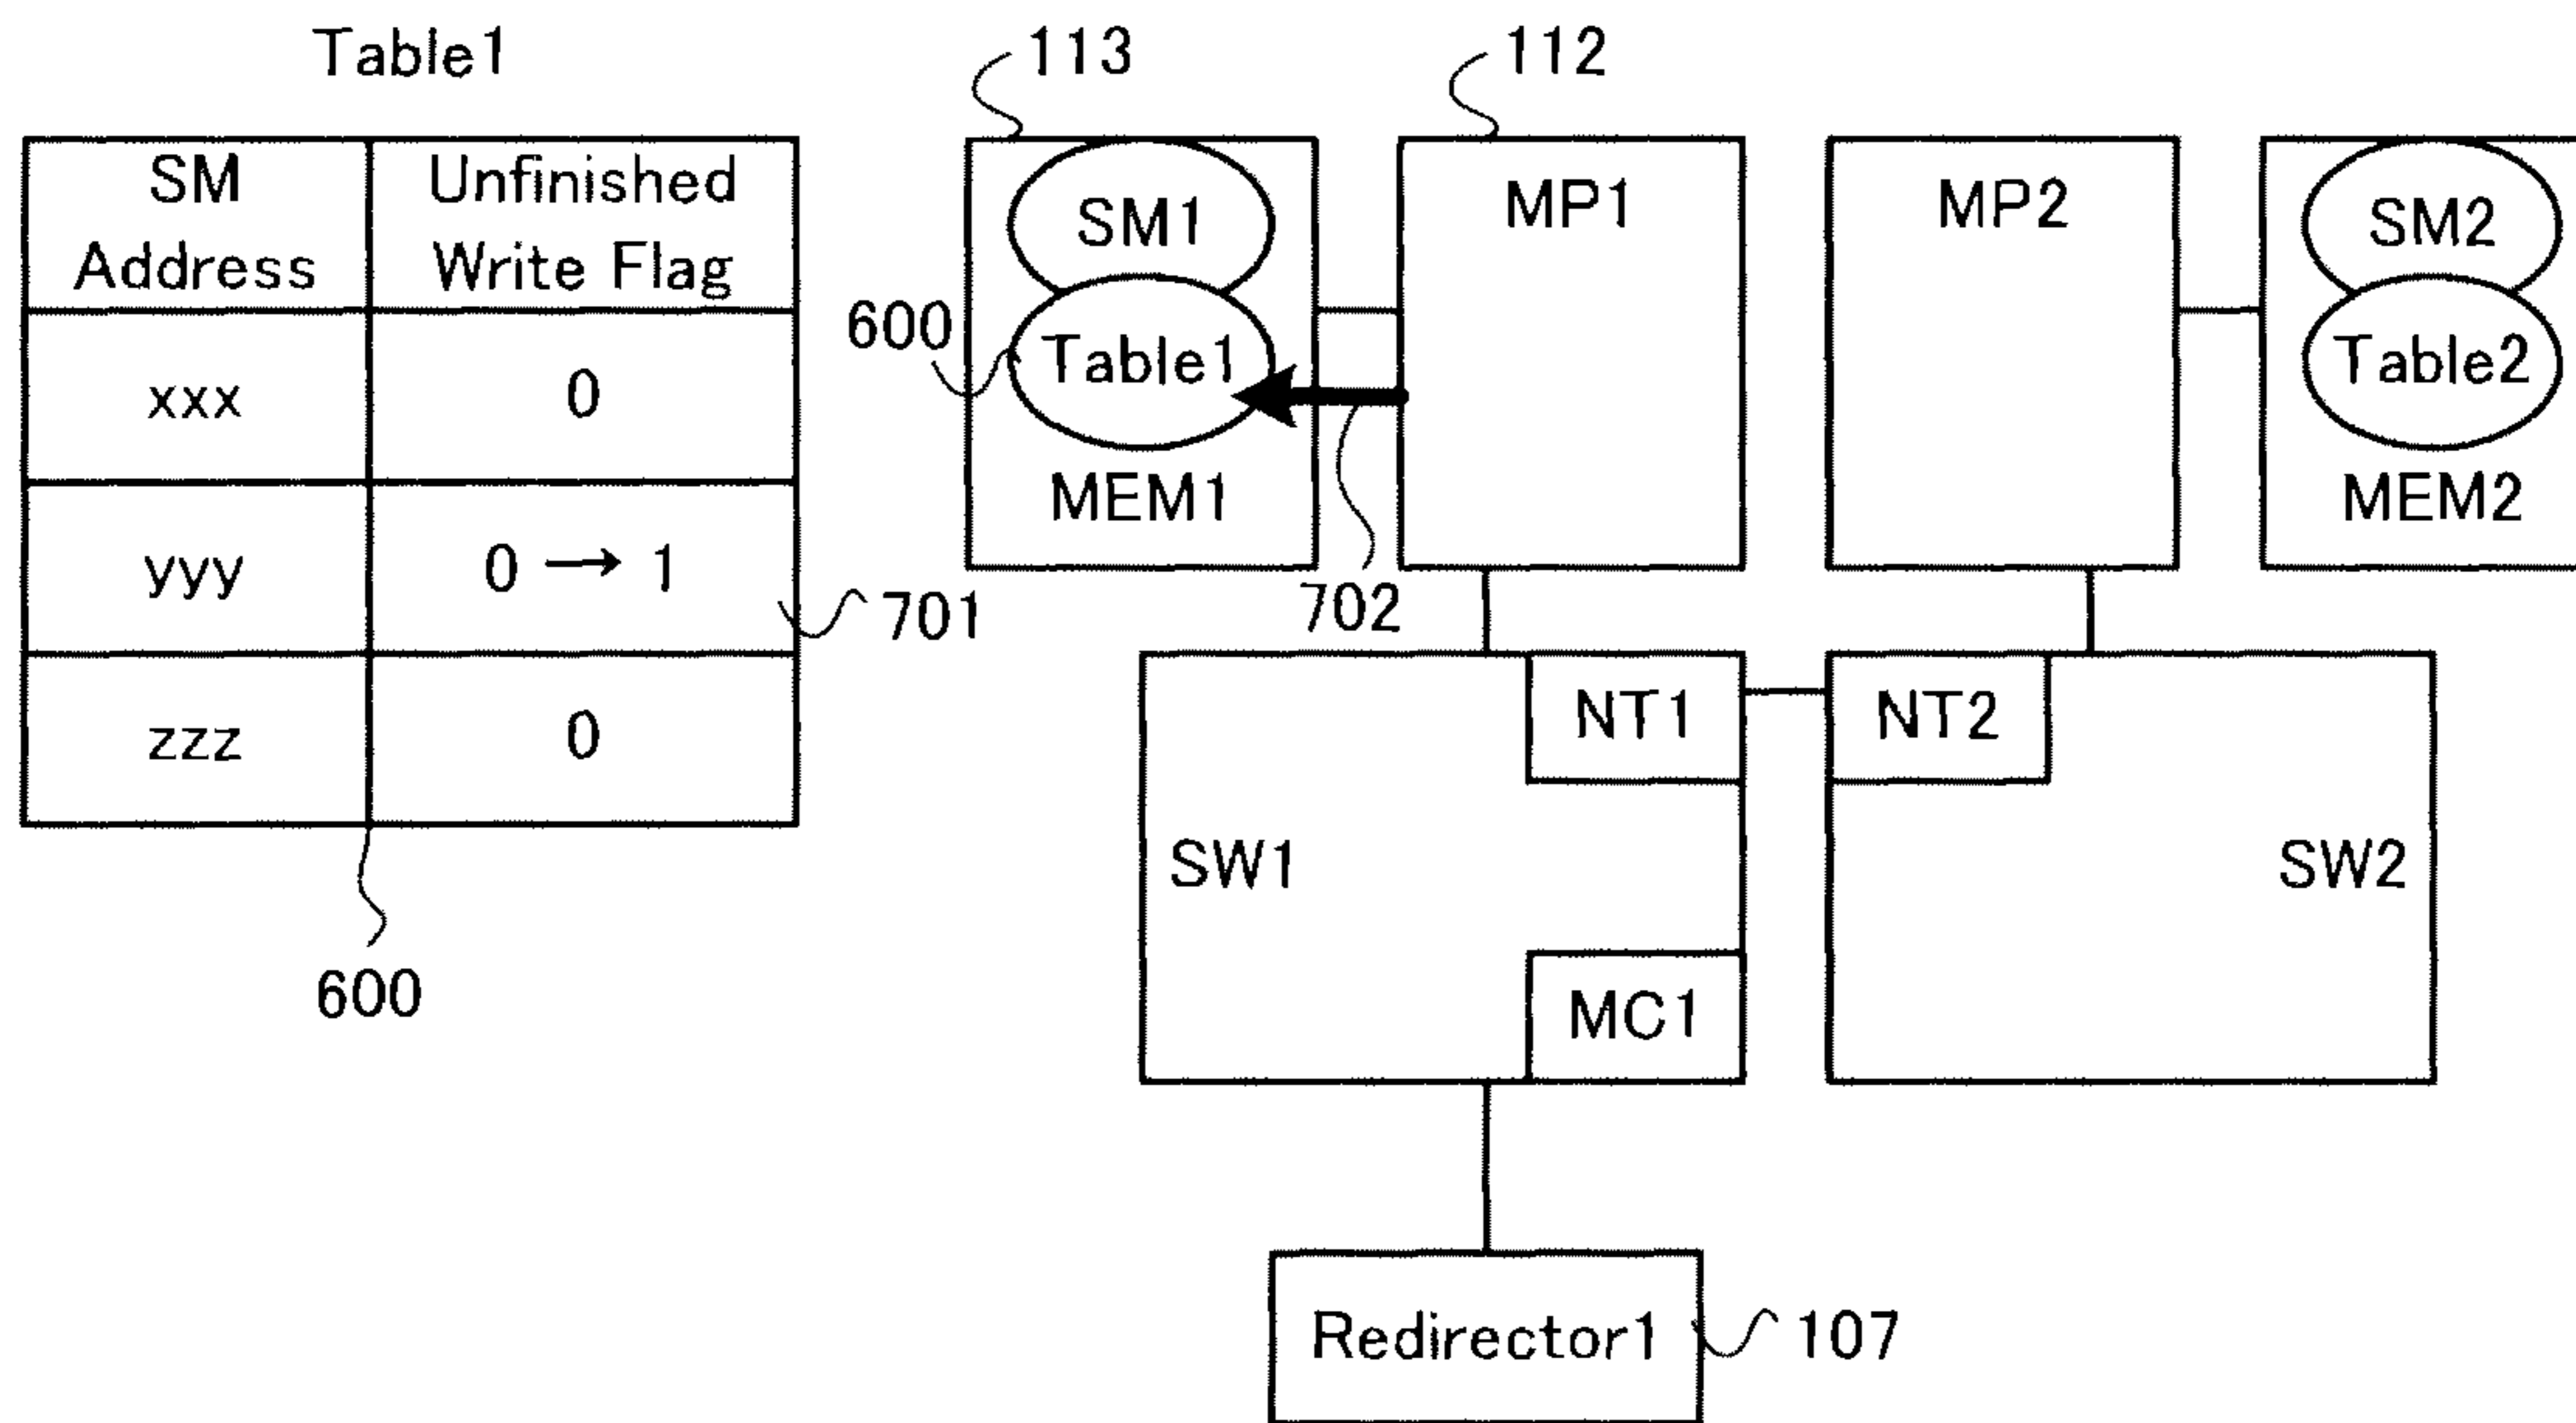 Table1
SM Address
Unfinished Write Flag
xxx
0
yyy
0 → 1
zzz
0
701
600
113
112
600
SM1
Table1
MEM1
702
MP1
MP2
SM2
Table2
MEM2
NT1
NT2
SW1
SW2
MC1
Redirector1
107